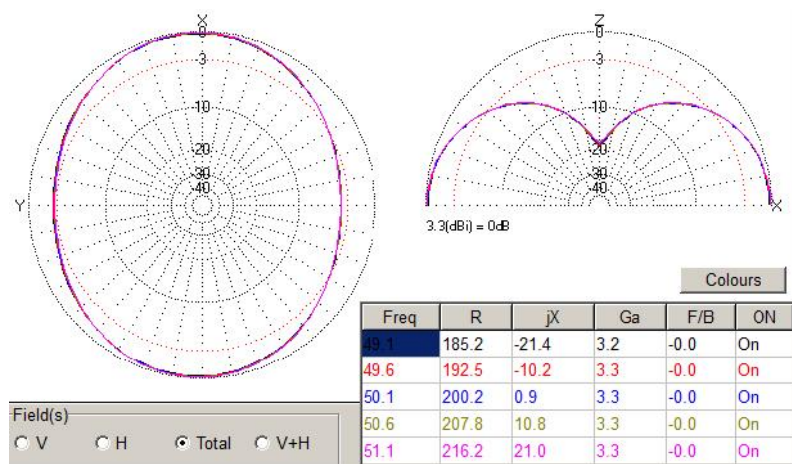 X
0
-3
-10
-20
-30
-40
Y
Z
0
-3
-10
-20
-30
-40
X
3.3(dBi) = 0dB
Colours
Freq R jX Ga F/B ON
49.1 185.2 -21.4 3.2 -0.0 On
49.6 192.5 -10.2 3.3 -0.0 On
50.1 200.2 0.9 3.3 -0.0 On
50.6 207.8 10.8 3.3 -0.0 On
51.1 216.2 21.0 3.3 -0.0 On
Field(s)
V H Total V+H